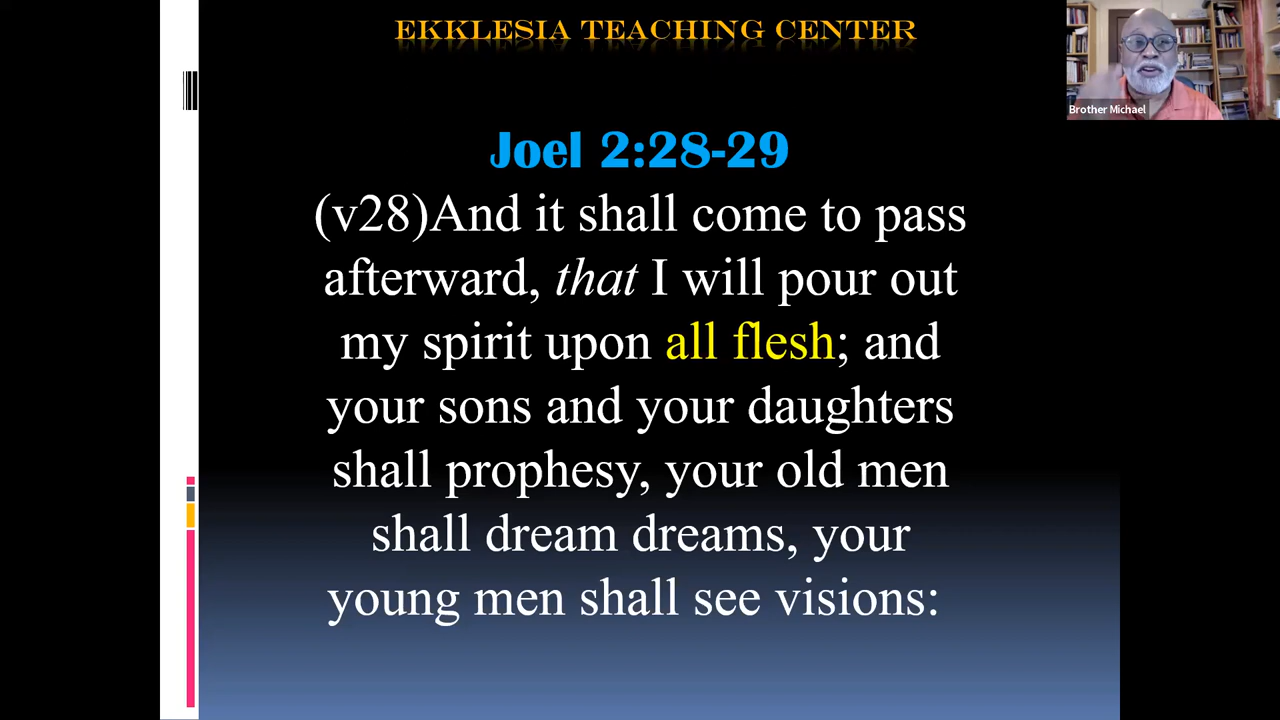 EKKLESIA TEACHING CENTER
Brother Michael
Joel 2:28-29
(v28)And it shall come to pass
afterward, that I will pour out
my spirit upon all flesh; and
your sons and your daughters
shall prophesy, your old men
shall dream dreams, your
young men shall see visions: